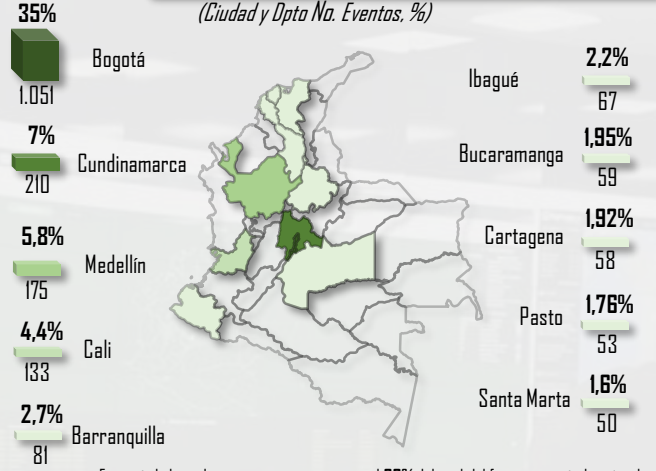 (Ciudad y Dpto No. Eventos, %)
35%
Bogotá
1.051
7%
Cundinamarca
210
5,8%
Medellín
175
4,4%
Cali
133
2,7%
Barranquilla
81
2,2%
Ibagué
67
1,95%
Bucaramanga
59
1,92%
Cartagena
58
1,76%
Pasto
53
1,6%
Santa Marta
50